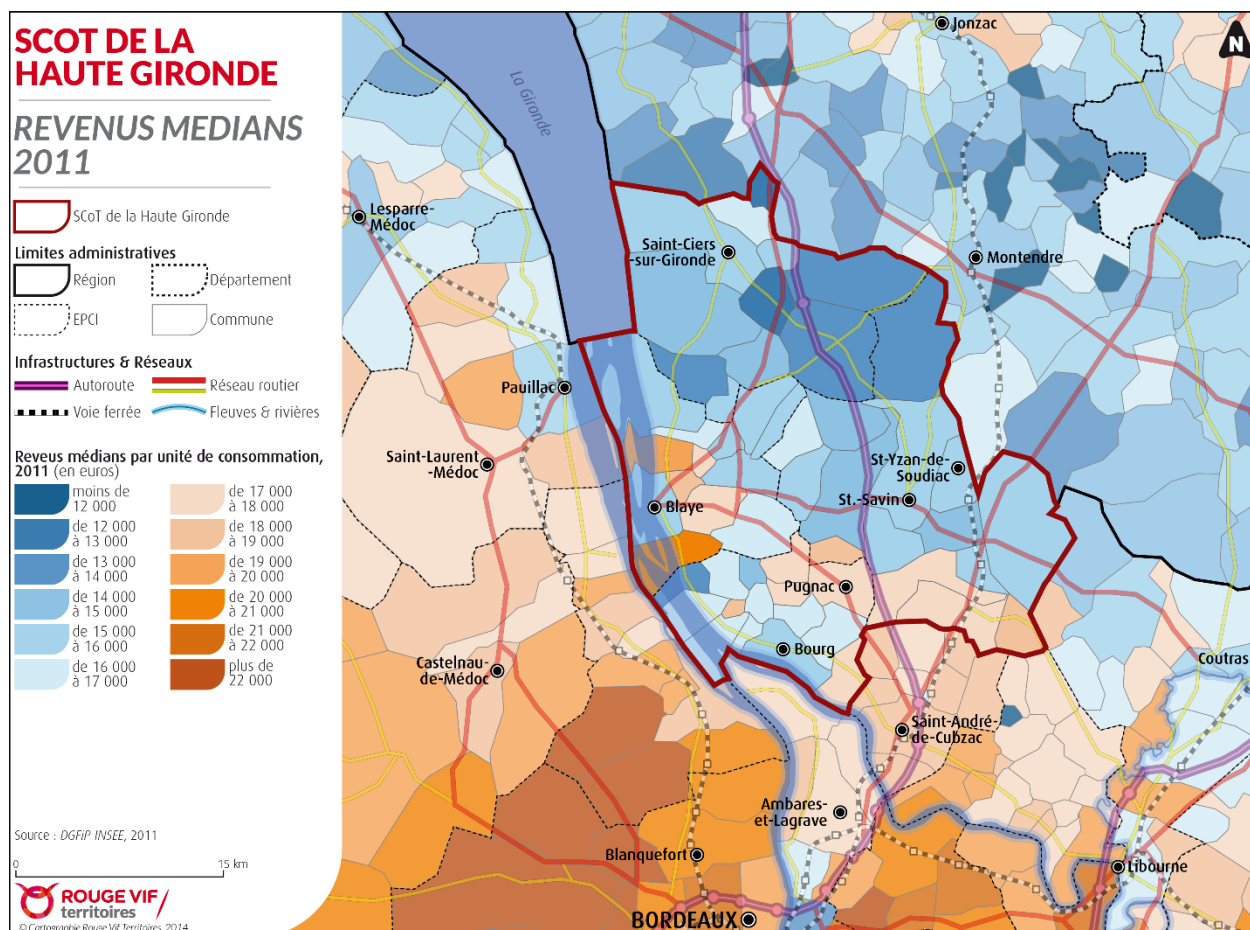 SCOT DE LA
HAUTE GIRONDE
REVENUS MEDIANS
2011
SCoT de la Haute Gironde
Limites administratives
Région
Département
EPCI
Commune
Infrastructures & Réseaux
Autoroute
Réseau routier
Voie ferrée
Fleuves & rivières
Reveus médians par unité de consommation,
2011 (en euros)
moins de
12 000
de 12 000
à 13 000
de 13 000
à 14 000
de 14 000
à 15 000
de 15 000
à 16 000
de 16 000
à 17 000
de 17 000
à 18 000
de 18 000
à 19 000
de 19 000
à 20 000
de 20 000
à 21 000
de 21 000
à 22 000
plus de
22 000
Source : DGFiP INSEE, 2011
0
15 km
ROUGE VIF
territoires
© Cartographie Rouge Vif Territoires, 2014
N
La Gironde
Jonzac
Lesparre-
Médoc
Saint-Ciers
-sur-Gironde
Montendre
Pauillac
Saint-Laurent
-Médoc
St-Yzan-de-
Soudiac
St.-Savin
Blaye
Pugnac
Bourg
Castelnau-
de-Médoc
Coutras
Saint-André-
de-Cubzac
Ambares-
et-Lagrave
Blanquefort
Libourne
BORDEAUX